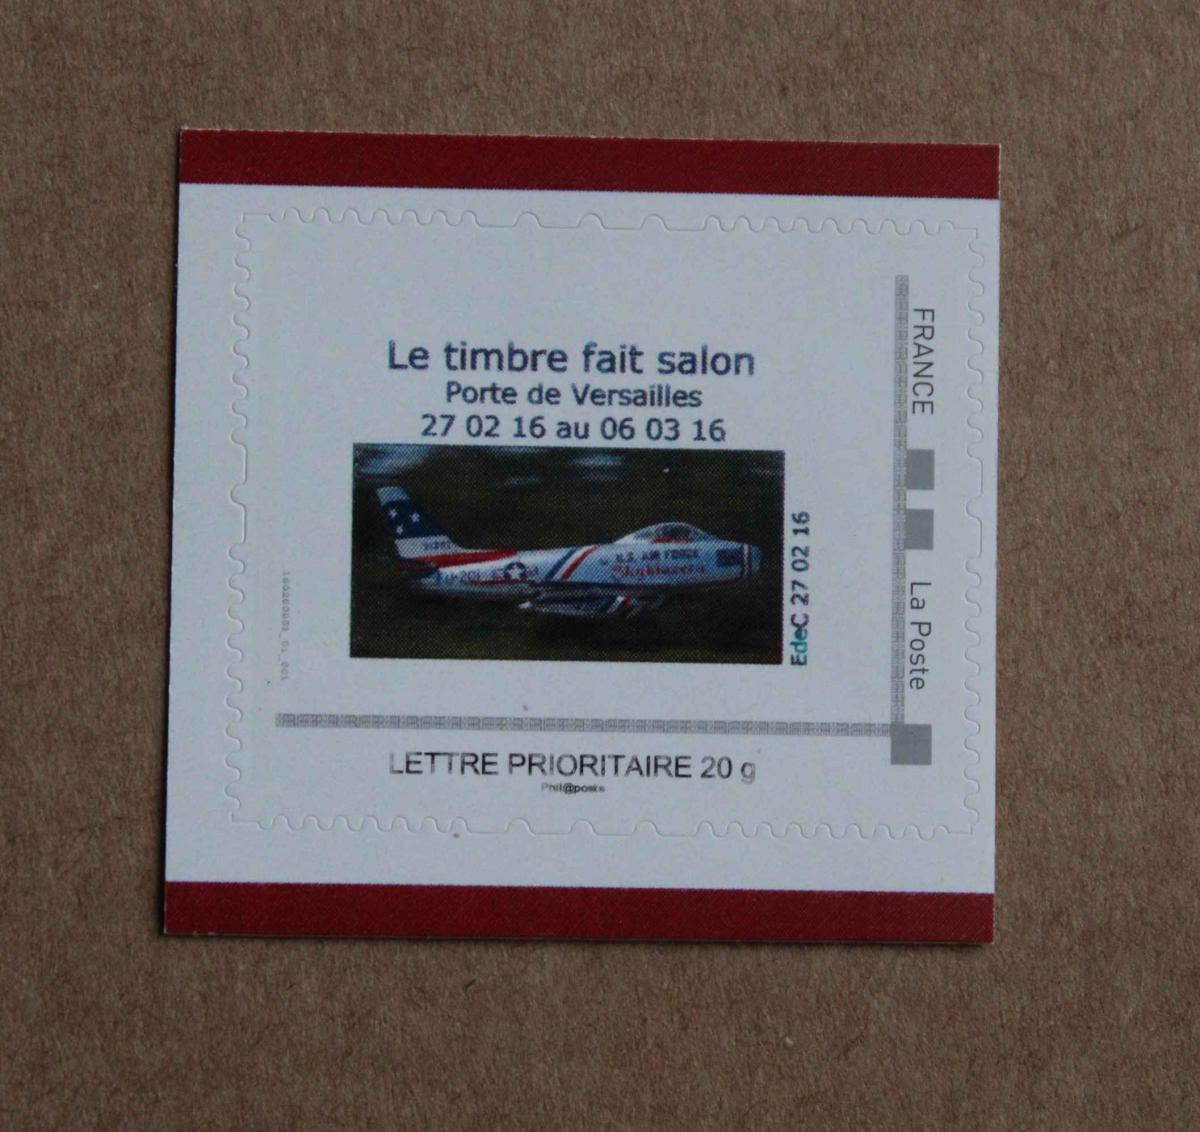 Le timbre fait salon
Porte de Versailles
27 02 16 au 06 03 16
U.S. AIR FORCE
Skyblazers
EdeC 27 02 16
FRANCE
La Poste
LETTRE PRIORITAIRE 20 g
Phil@poste